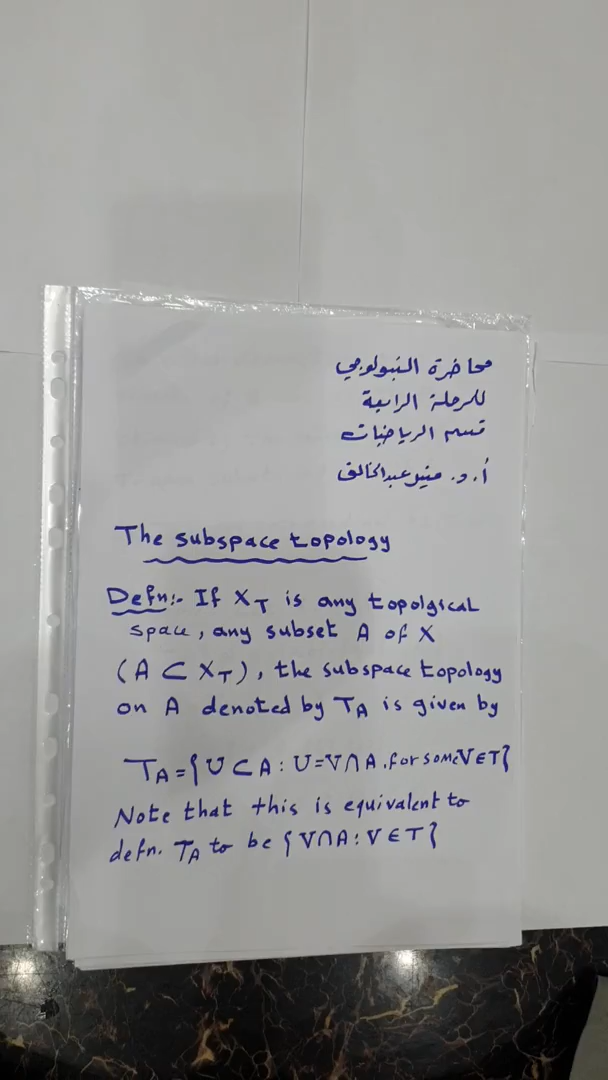 محاضرة التبولوجي
للمرحلة الرابعة
قسم الرياضيات
أ.د. منير عبدالخالق
The subspace topology
Defn:- If X_T is any topolgical
space, any subset A of X
(A ⊂ X_T), the subspace topology
on A denoted by T_A is given by
T_A = { U ⊂ A : U = V ∩ A, for some V ∈ T }
Note that this is equivalent to
defn. T_A to be { V ∩ A : V ∈ T }